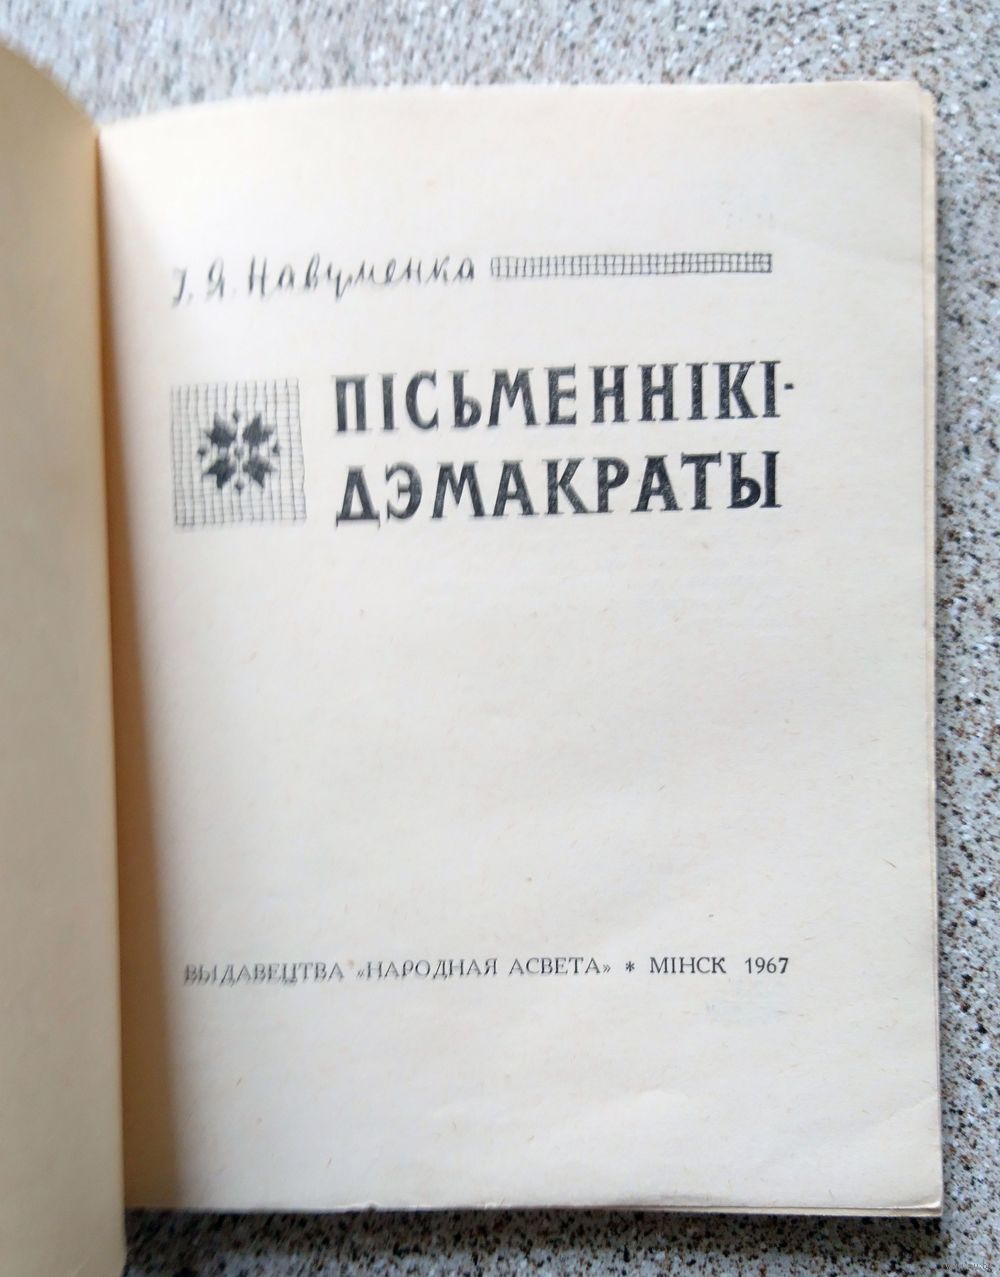 І. Я. Навуменка
ПІСЬМЕННІКІ-
ДЭМАКРАТЫ
ВЫДАВЕЦТВА «НАРОДНАЯ АСВЕТА» * МІНСК 1967